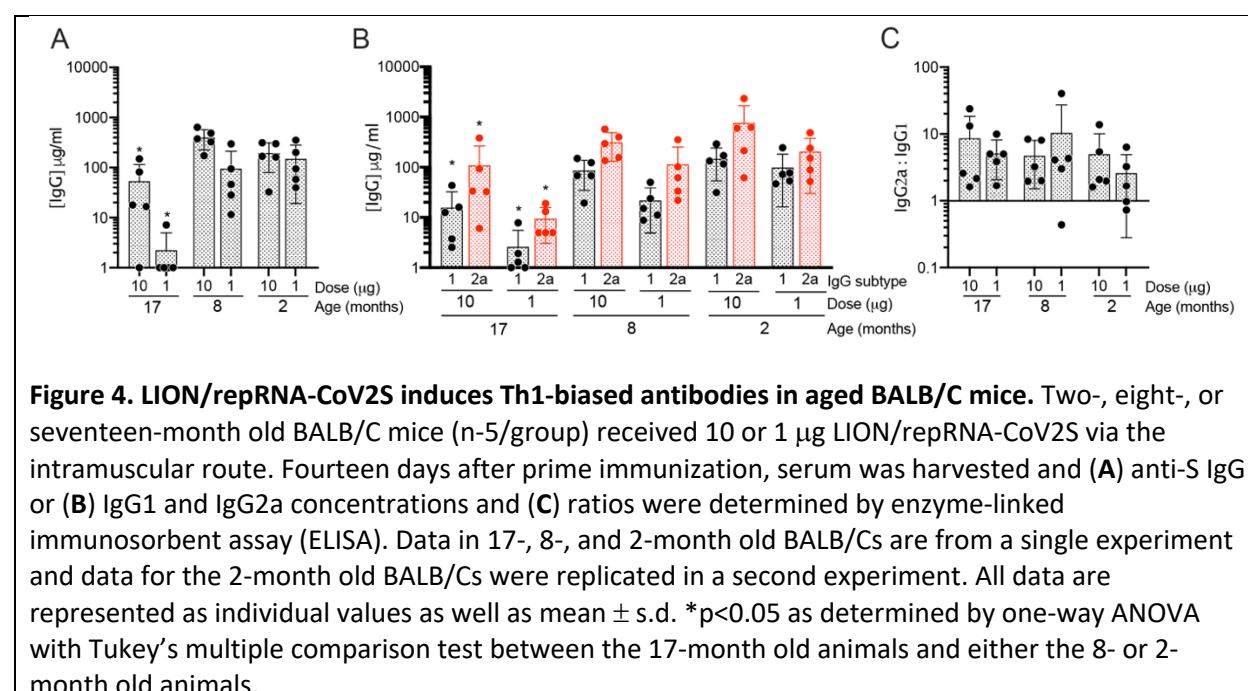 A
B
C
10000
1000
100
10
1
[IgG] μg/ml
*
*
10 1 10 1 10 1 Dose (μg)
17 8 2 Age (months)
10000
1000
100
10
1
[IgG] μg/ml
* * * *
1 2a 1 2a 1 2a 1 2a 1 2a 1 2a IgG subtype
10 1 10 1 10 1 Dose (μg)
17 8 2 Age (months)
100
10
1
0.1
IgG2a : IgG1
10 1 10 1 10 1 Dose (μg)
17 8 2 Age (months)
Figure 4. LION/repRNA-CoV2S induces Th1-biased antibodies in aged BALB/C mice. Two-, eight-, or
seventeen-month old BALB/C mice (n-5/group) received 10 or 1 μg LION/repRNA-CoV2S via the
intramuscular route. Fourteen days after prime immunization, serum was harvested and (A) anti-S IgG
or (B) IgG1 and IgG2a concentrations and (C) ratios were determined by enzyme-linked
immunosorbent assay (ELISA). Data in 17-, 8-, and 2-month old BALB/Cs are from a single experiment
and data for the 2-month old BALB/Cs were replicated in a second experiment. All data are
represented as individual values as well as mean ± s.d. *p<0.05 as determined by one-way ANOVA
with Tukey’s multiple comparison test between the 17-month old animals and either the 8- or 2-
month old animals.